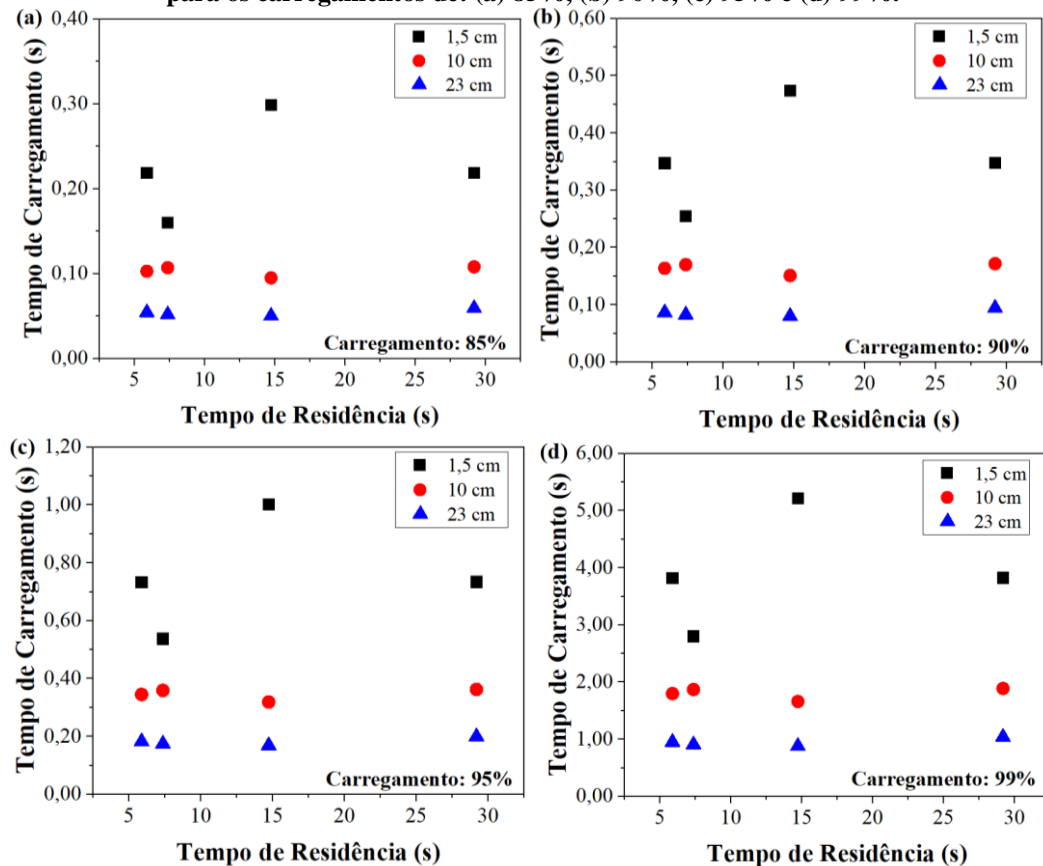 para os carregamentos de: (a) 85%, (b) 90%, (c) 95% e (d) 99%.
(a)
0,40
0,30
0,20
0,10
0,00
5 10 15 20 25 30
Tempo de Carregamento (s)
Tempo de Residência (s)
1,5 cm
10 cm
23 cm
Carregamento: 85%
(b)
0,60
0,50
0,40
0,30
0,20
0,10
0,00
5 10 15 20 25 30
Tempo de Carregamento (s)
Tempo de Residência (s)
1,5 cm
10 cm
23 cm
Carregamento: 90%
(c)
1,20
1,00
0,80
0,60
0,40
0,20
0,00
5 10 15 20 25 30
Tempo de Carregamento (s)
Tempo de Residência (s)
1,5 cm
10 cm
23 cm
Carregamento: 95%
(d)
6,00
5,00
4,00
3,00
2,00
1,00
0,00
5 10 15 20 25 30
Tempo de Carregamento (s)
Tempo de Residência (s)
1,5 cm
10 cm
23 cm
Carregamento: 99%